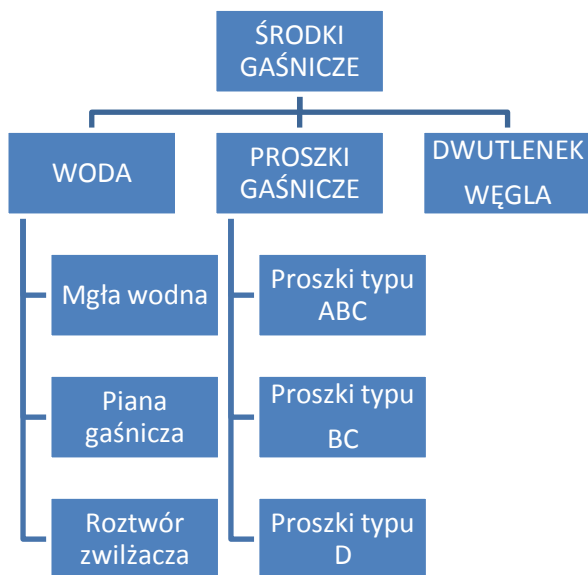 ŚRODKI
GAŚNICZE
WODA
PROSZKI
GAŚNICZE
DWUTLENEK
WĘGLA
Mgła wodna
Piana
gaśnicza
Roztwór
zwilżacza
Proszki typu
ABC
Proszki typu
BC
Proszki typu
D